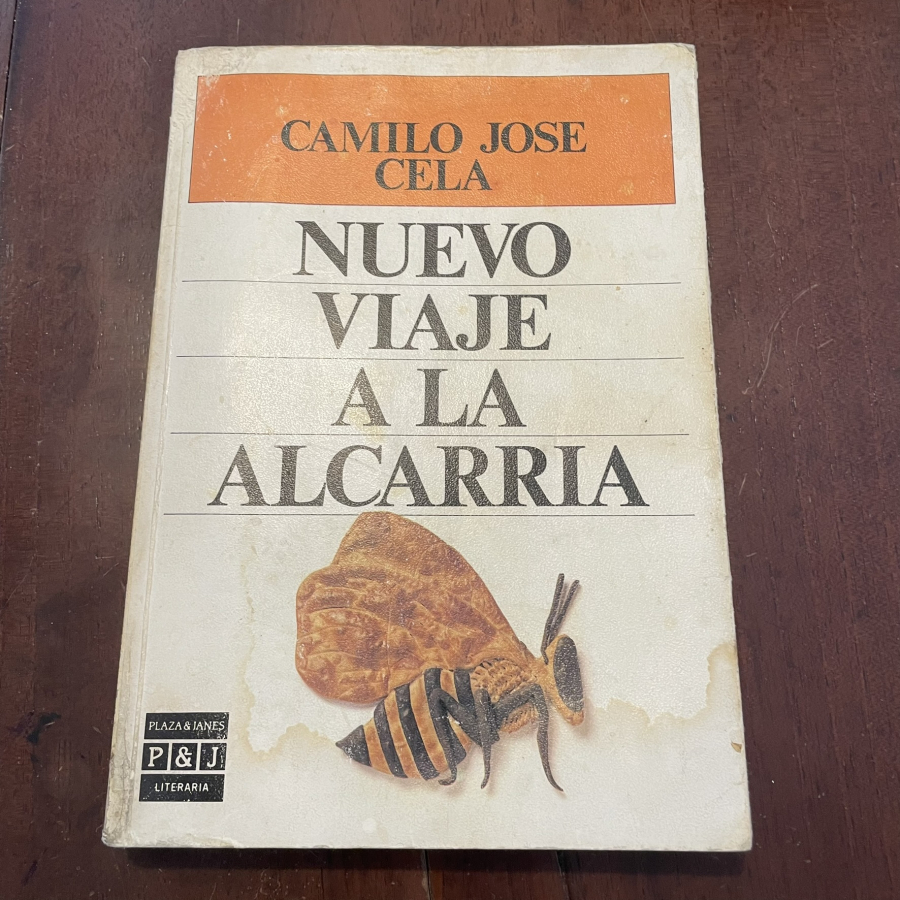 CAMILO JOSE
CELA
NUEVO
VIAJE
A LA
ALCARRIA
PLAZA & JANES
P & J
LITERARIA